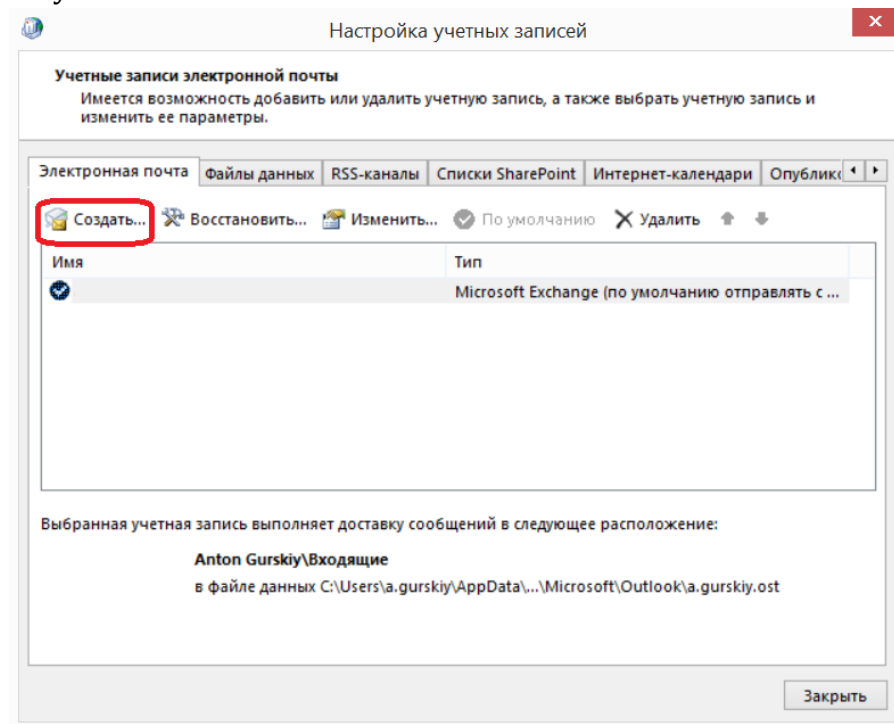 Настройка учетных записей
Учетные записи электронной почты
Имеется возможность добавить или удалить учетную запись, а также выбрать учетную запись и
изменить ее параметры.
Электронная почта Файлы данных RSS-каналы Списки SharePoint Интернет-календари
Создать... Восстановить... Изменить... По умолчанию Удалить
Имя Тип
Microsoft Exchange (по умолчанию отправлять с ...
Выбранная учетная запись выполняет доставку сообщений в следующее расположение:
Anton Gurskiy\Входящие
в файле данных C:\Users\a.gurskiy\AppData\...\Microsoft\Outlook\a.gurskiy.ost
Закрыть